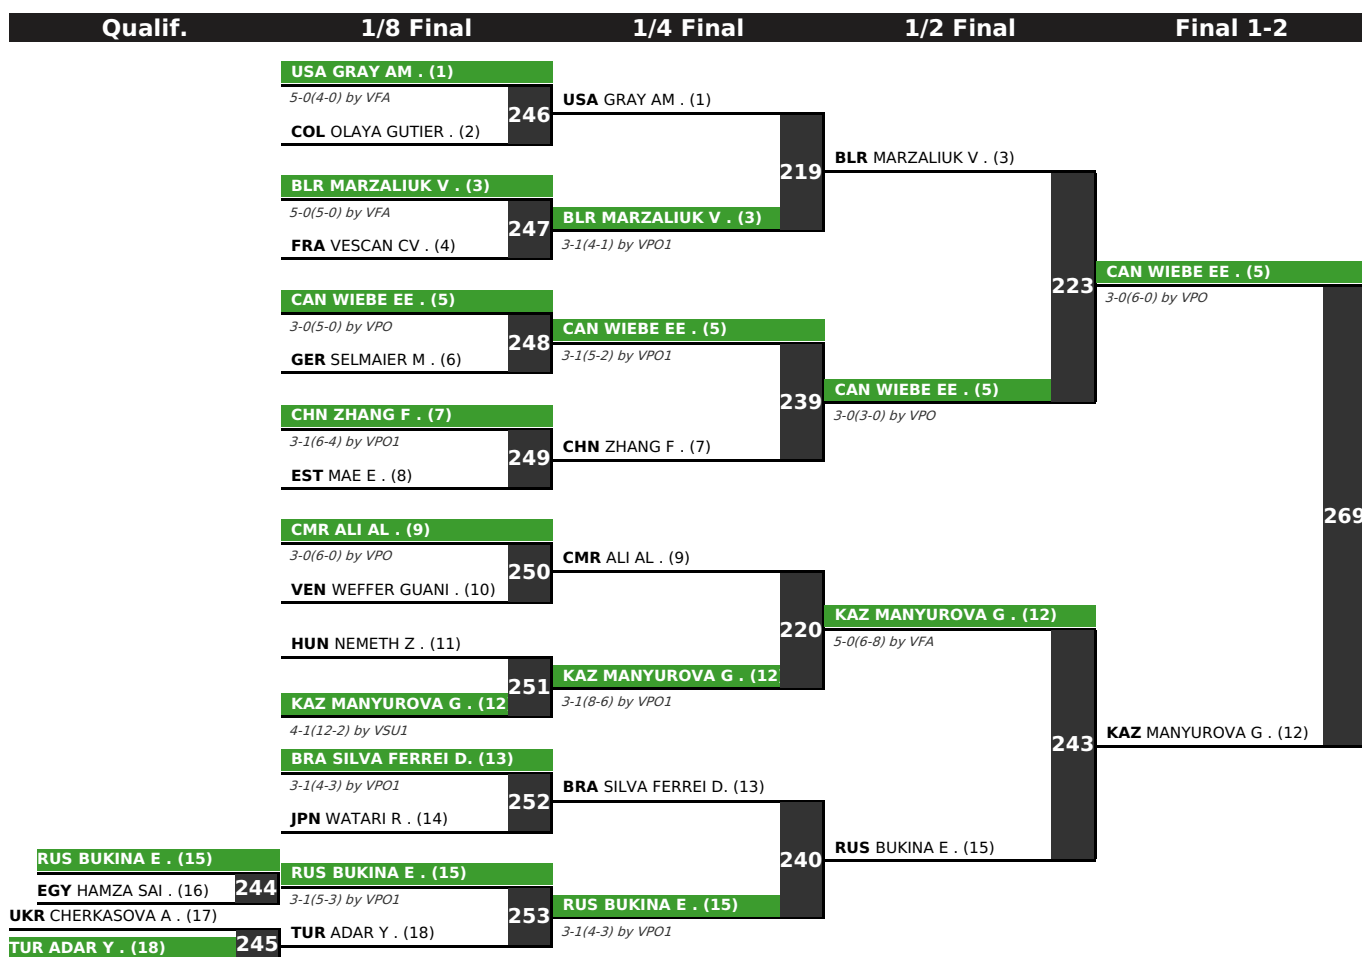 Qualif. 1/8 Final 1/4 Final 1/2 Final Final 1-2
USA GRAY AM . (1)
5-0(4-0) by VFA
COL OLAYA GUTIER . (2)
246
BLR MARZALIUK V . (3)
5-0(5-0) by VFA
FRA VESCAN CV . (4)
247
CAN WIEBE EE . (5)
3-0(5-0) by VPO
GER SELMAIER M . (6)
248
CHN ZHANG F . (7)
3-1(6-4) by VPO1
EST MAE E . (8)
249
CMR ALI AL . (9)
3-0(6-0) by VPO
VEN WEFFER GUANI . (10)
250
HUN NEMETH Z . (11)
251
KAZ MANYUROVA G . (12
4-1(12-2) by VSU1
BRA SILVA FERREI D. (13)
3-1(4-3) by VPO1
JPN WATARI R . (14)
252
RUS BUKINA E . (15)
EGY HAMZA SAI . (16)
244
UKR CHERKASOVA A . (17)
TUR ADAR Y . (18)
245
RUS BUKINA E . (15)
3-1(5-3) by VPO1
TUR ADAR Y . (18)
253
USA GRAY AM . (1)
219
BLR MARZALIUK V . (3)
3-1(4-1) by VPO1
CAN WIEBE EE . (5)
3-1(5-2) by VPO1
239
CHN ZHANG F . (7)
CMR ALI AL . (9)
220
KAZ MANYUROVA G . (12
3-1(8-6) by VPO1
BRA SILVA FERREI D. (13)
240
RUS BUKINA E . (15)
3-1(4-3) by VPO1
BLR MARZALIUK V . (3)
223
CAN WIEBE EE . (5)
3-0(3-0) by VPO
KAZ MANYUROVA G . (12)
5-0(6-8) by VFA
243
RUS BUKINA E . (15)
CAN WIEBE EE . (5)
3-0(6-0) by VPO
269
KAZ MANYUROVA G . (12)